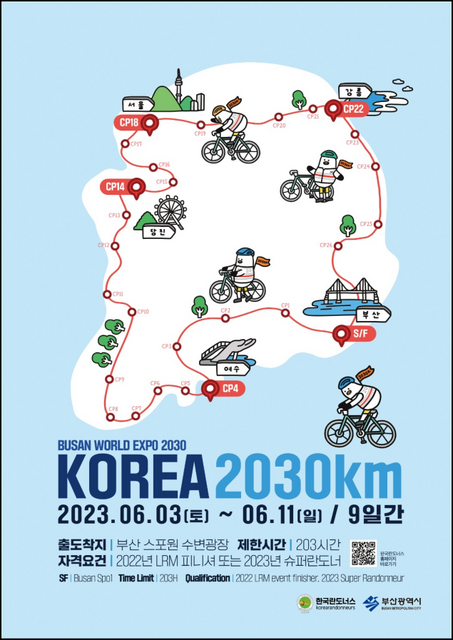 서울
강릉
CP18
CP22
CP19
CP20
CP21
CP17
CP23
CP16
CP15
CP14
CP24
CP13
당진
CP12
CP25
CP26
CP11
CP10
부산
CP2
CP1
S/F
CP3
여수
CP9
CP6
CP5
CP4
CP8
CP7
BUSAN WORLD EXPO 2030
KOREA 2030km
2023.06.03(토) ~ 06.11(일) / 9일간
출도착지 | 부산 스포원 수변광장 제한시간 | 203시간
자격요건 | 2022년 LRM 피니셔 또는 2023년 슈퍼란도너
한국란도너스
홈페이지
바로가기
SF | Busan Spo1 Time Limit | 203H Qualification | 2022 LRM event finisher, 2023 Super Randonneur
한국란도너스
korearandonneurs
부산광역시
BUSAN METROPOLITAN CITY